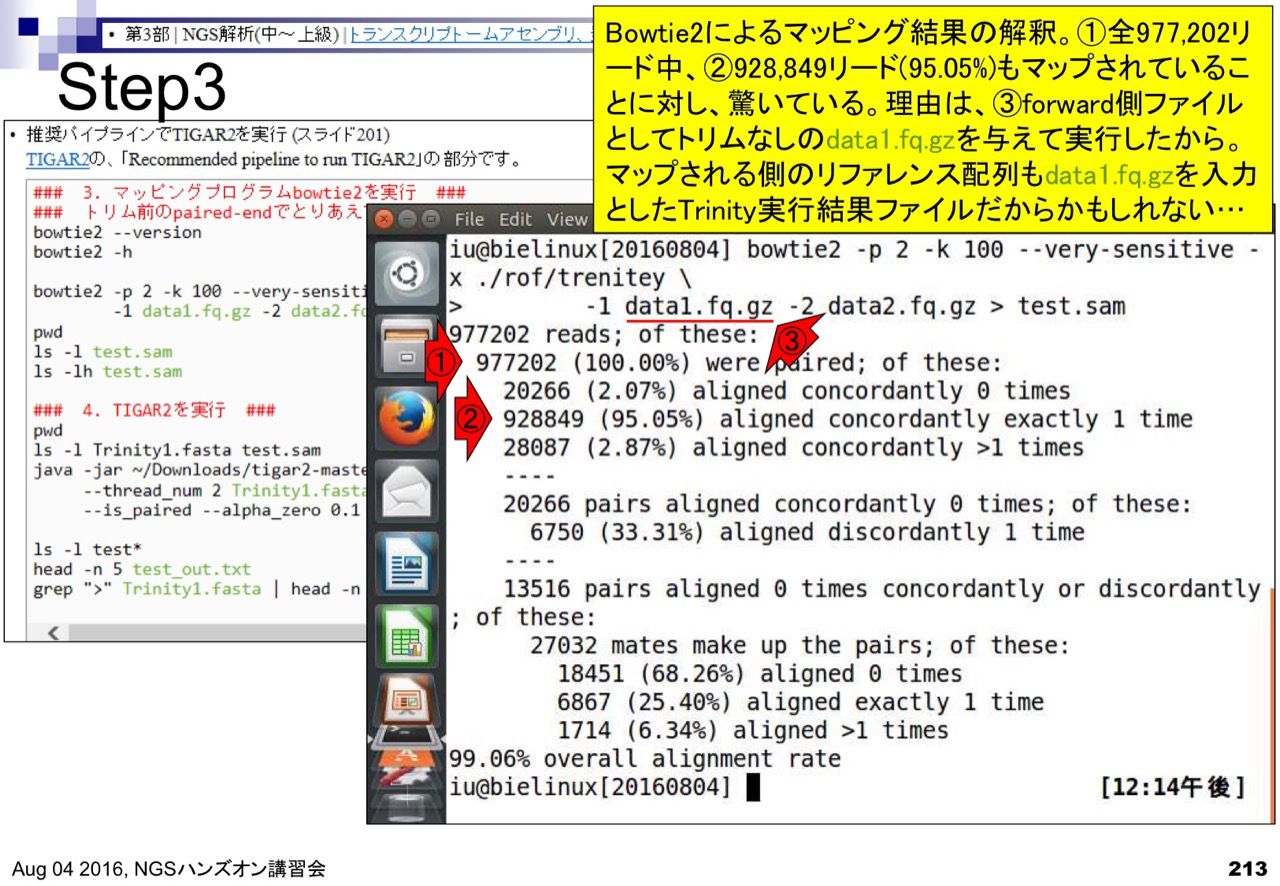 • 第3部 | NGS解析(中～上級) | トランスクリプトームアセンブリ、
Step3
Bowtie2によるマッピング結果の解釈。①全977,202リ
ード中、②928,849リード(95.05%)もマップされているこ
とに対し、驚いている。理由は、③forward側ファイル
としてトリムなしのdata1.fq.gzを与えて実行したから。
マップされる側のリファレンス配列もdata1.fq.gzを入力
としたTrinity実行結果ファイルだからかもしれない…
• 推奨パイプラインでTIGAR2を実行 (スライド201)
TIGAR2の、「Recommended pipeline to run TIGAR2」の部分です。
### 3. マッピングプログラムbowtie2を実行 ###
### トリム前のpaired-endでとりあえ
bowtie2 --version
bowtie2 -h
bowtie2 -p 2 -k 100 --very-sensiti
-1 data1.fq.gz -2 data2.fq
pwd
ls -l test.sam
ls -lh test.sam
### 4. TIGAR2を実行 ###
pwd
ls -l Trinity1.fasta test.sam
java -jar ~/Downloads/tigar2-maste
--thread_num 2 Trinity1.fasta
--is_paired --alpha_zero 0.1
ls -l test*
head -n 5 test_out.txt
grep ">" Trinity1.fasta | head -n
File Edit View
iu@bielinux[20160804] bowtie2 -p 2 -k 100 --very-sensitive -
x ./rof/trenitey \
> -1 data1.fq.gz -2 data2.fq.gz > test.sam
977202 reads; of these:
977202 (100.00%) were paired; of these:
20266 (2.07%) aligned concordantly 0 times
928849 (95.05%) aligned concordantly exactly 1 time
28087 (2.87%) aligned concordantly >1 times
----
20266 pairs aligned concordantly 0 times; of these:
6750 (33.31%) aligned discordantly 1 time
----
13516 pairs aligned 0 times concordantly or discordantly
; of these:
27032 mates make up the pairs; of these:
18451 (68.26%) aligned 0 times
6867 (25.40%) aligned exactly 1 time
1714 (6.34%) aligned >1 times
99.06% overall alignment rate
iu@bielinux[20160804]
[12:14午後]
①
②
③
Aug 04 2016, NGSハンズオン講習会
213